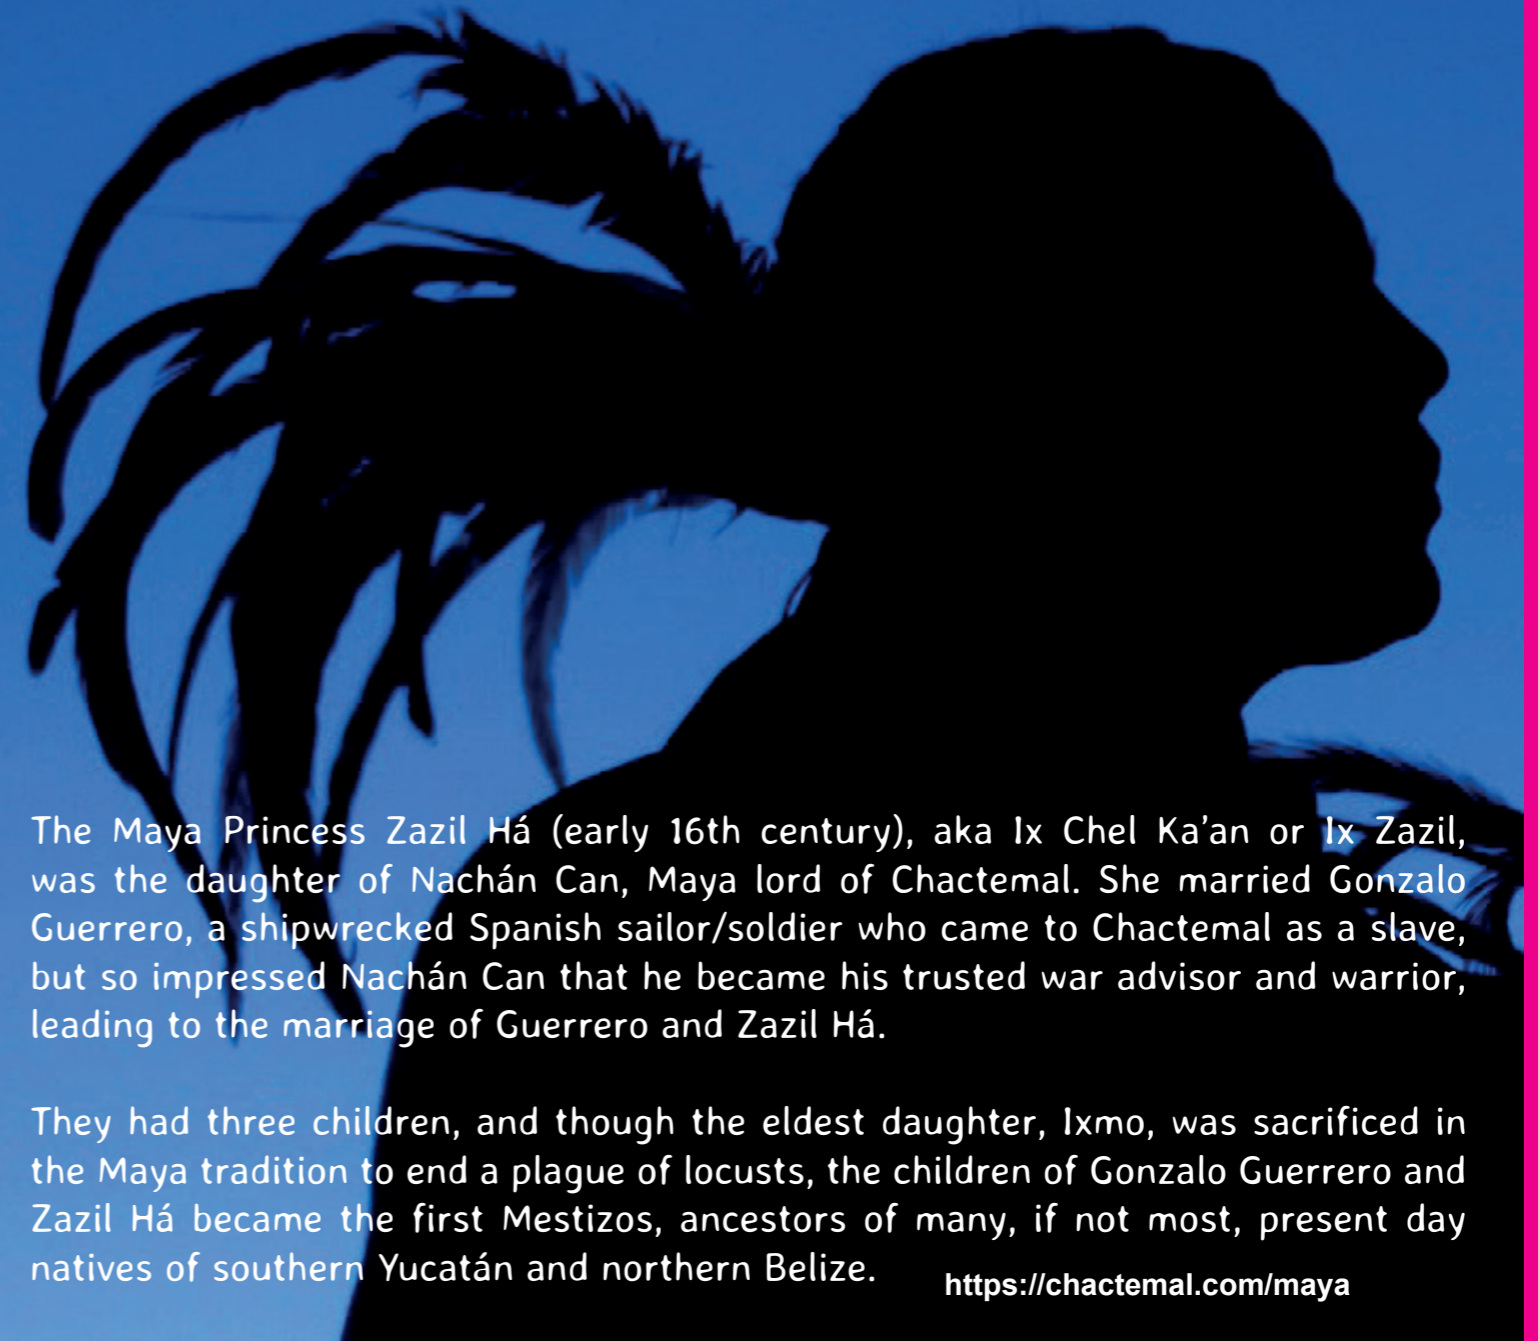 The Maya Princess Zazil Há (early 16th century), aka Ix Chel Ka’an or Ix Zazil,
was the daughter of Nachán Can, Maya lord of Chactemal. She married Gonzalo
Guerrero, a shipwrecked Spanish sailor/soldier who came to Chactemal as a slave,
but so impressed Nachán Can that he became his trusted war advisor and warrior,
leading to the marriage of Guerrero and Zazil Há.
They had three children, and though the eldest daughter, Ixmo, was sacrificed in
the Maya tradition to end a plague of locusts, the children of Gonzalo Guerrero and
Zazil Há became the first Mestizos, ancestors of many, if not most, present day
natives of southern Yucatán and northern Belize.
https://chactemal.com/maya